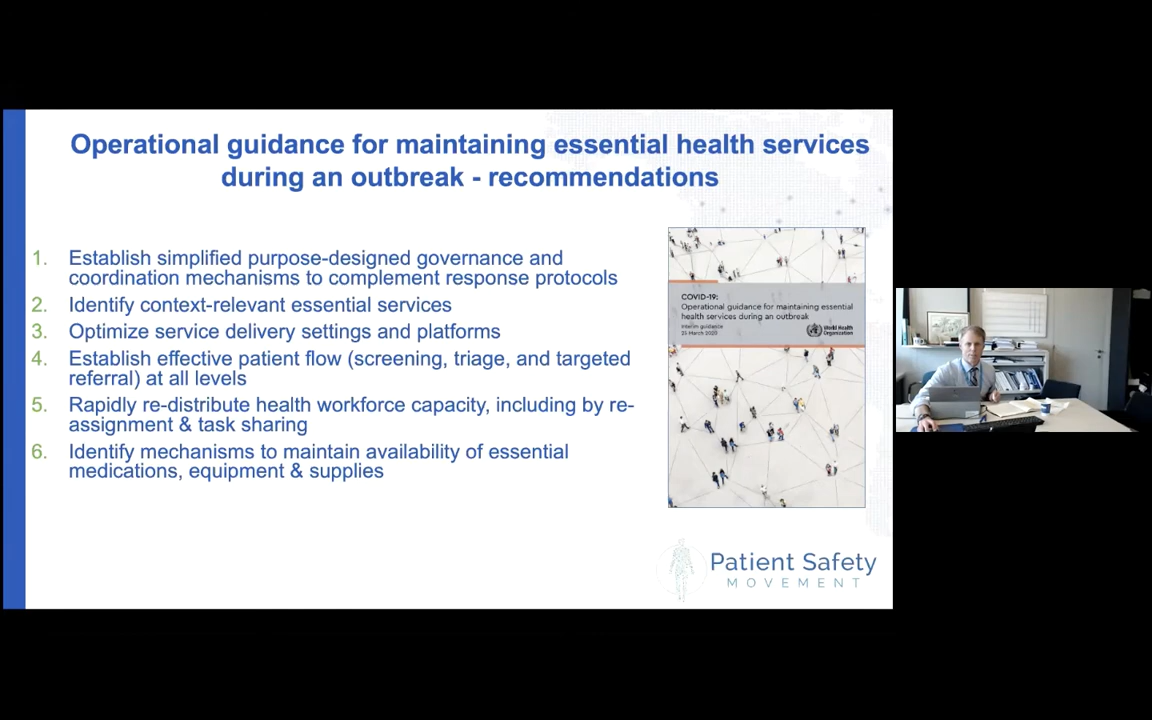 Operational guidance for maintaining essential health services
during an outbreak - recommendations
1. Establish simplified purpose-designed governance and
coordination mechanisms to complement response protocols
2. Identify context-relevant essential services
3. Optimize service delivery settings and platforms
4. Establish effective patient flow (screening, triage, and targeted
referral) at all levels
5. Rapidly re-distribute health workforce capacity, including by re-
assignment & task sharing
6. Identify mechanisms to maintain availability of essential
medications, equipment & supplies
COVID-19:
Operational guidance for maintaining essential
health services during an outbreak
Interim guidance
25 March 2020
World Health
Organization
Patient Safety
MOVEMENT